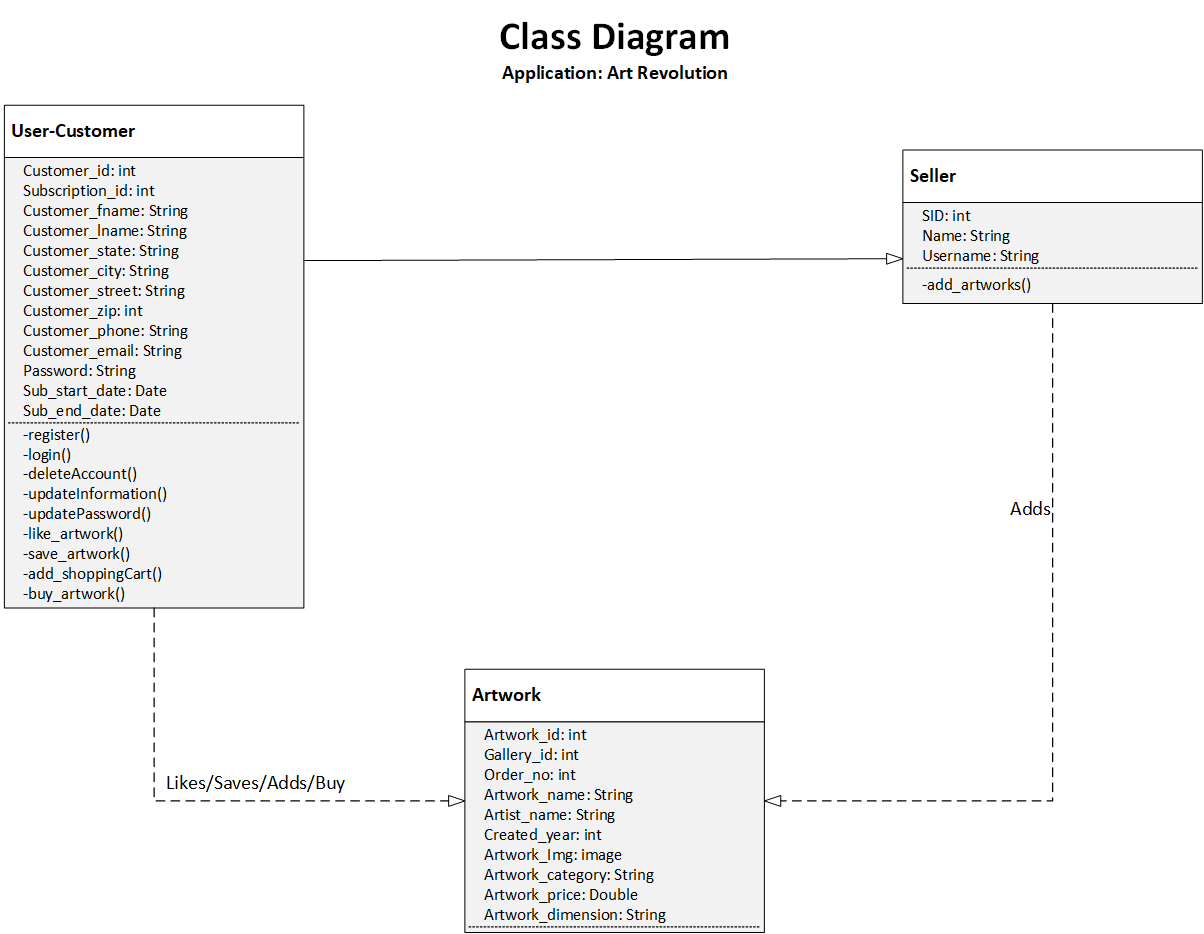 Class Diagram
Application: Art Revolution
User-Customer
Customer_id: int
Subscription_id: int
Customer_fname: String
Customer_lname: String
Customer_state: String
Customer_city: String
Customer_street: String
Customer_zip: int
Customer_phone: String
Customer_email: String
Password: String
Sub_start_date: Date
Sub_end_date: Date
-register()
-login()
-deleteAccount()
-updateInformation()
-updatePassword()
-like_artwork()
-save_artwork()
-add_shoppingCart()
-buy_artwork()
Seller
SID: int
Name: String
Username: String
-add_artworks()
Adds
Likes/Saves/Adds/Buy
Artwork
Artwork_id: int
Gallery_id: int
Order_no: int
Artwork_name: String
Artist_name: String
Created_year: int
Artwork_Img: image
Artwork_category: String
Artwork_price: Double
Artwork_dimension: String